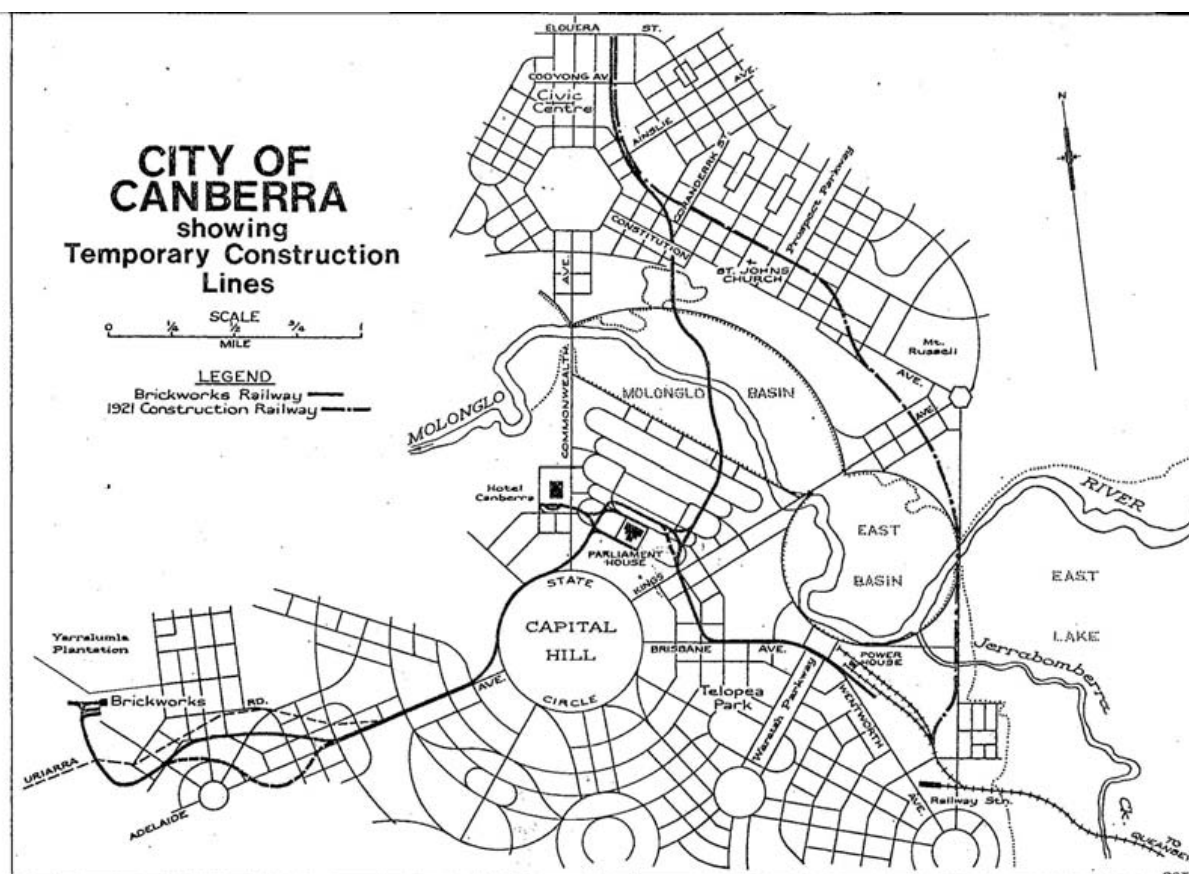 CITY OF
CANBERRA
showing
Temporary Construction
Lines
SCALE
0 1/4 1/2 3/4 1
MILE
LEGEND
Brickworks Railway
1921 Construction Railway
N
ELOUERA ST.
COOYONG AV.
Civic
Centre
AINSLIE AVE.
CORANDERRK ST.
Prospect Parkway
CONSTITUTION AVE.
ST. JOHNS
CHURCH
Mt.
Russell
COMMONWEALTH AVE.
MOLONGLO
MOLONGLO BASIN
AVE.
RIVER
Hotel
Canberra
PARLIAMENT
HOUSE
KINGS
EAST
BASIN
EAST
LAKE
STATE
CAPITAL
HILL
CIRCLE
BRISBANE AVE.
POWER
HOUSE
Jerrabomberra
CK.
Yarralumla
Plantation
Brickworks
RD.
AVE.
URIARRA
ADELAIDE
Telopea
Park
Waratah Parkway
WENTWORTH
AVE.
Railway Stn.
TO